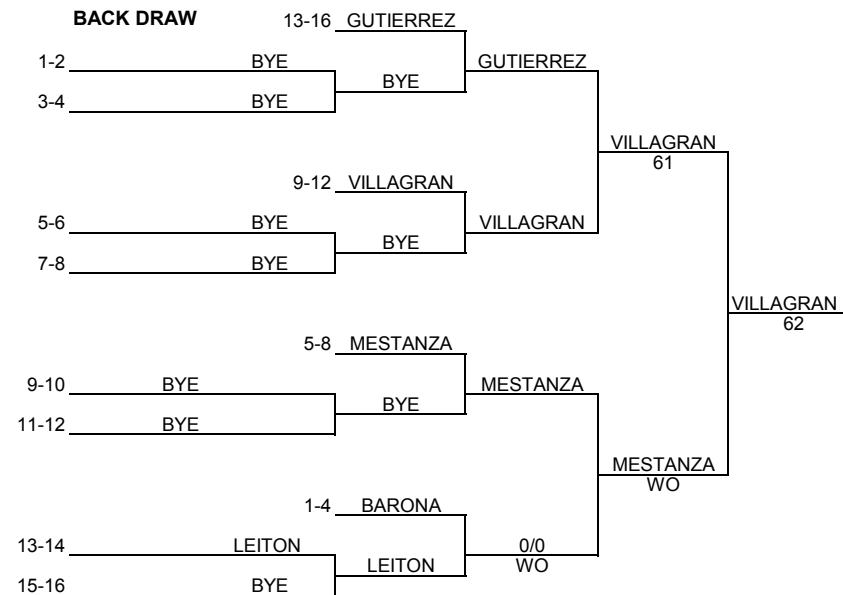 BACK DRAW 13-16 GUTIERREZ
1-2 BYE GUTIERREZ
BYE
3-4 BYE
VILLAGRAN
61
9-12 VILLAGRAN
5-6 BYE VILLAGRAN
BYE
7-8 BYE
VILLAGRAN
62
5-8 MESTANZA
9-10 BYE MESTANZA
BYE
11-12 BYE
MESTANZA
WO
1-4 BARONA
13-14 LEITON 0/0
LEITON WO
15-16 BYE